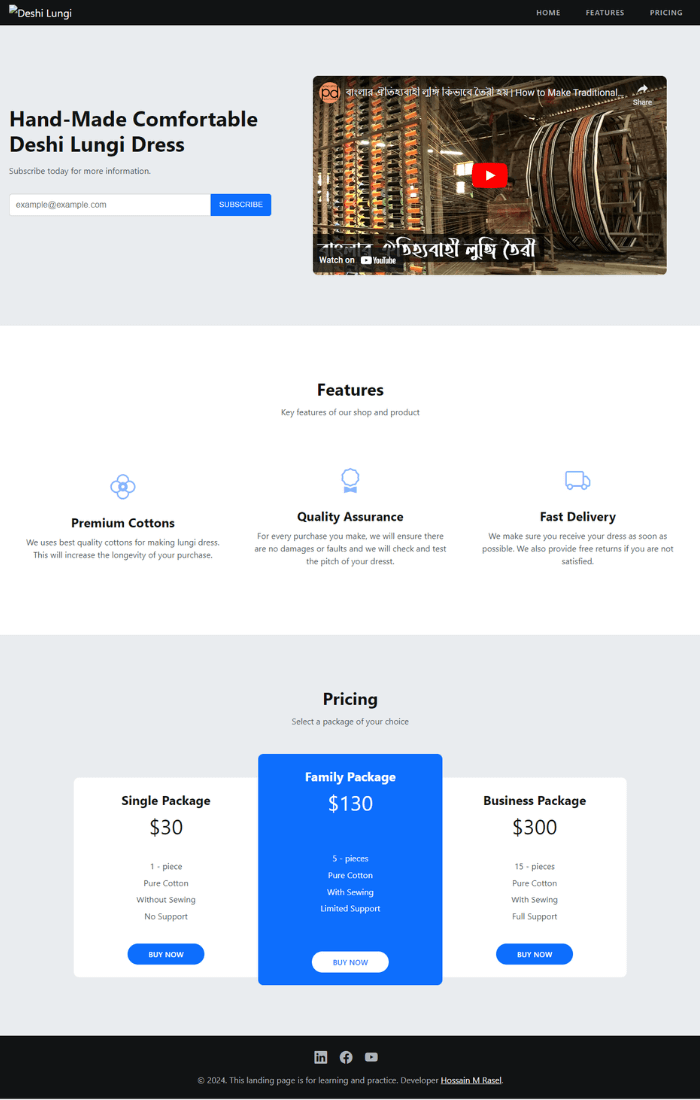 Deshi Lungi
HOME
FEATURES
PRICING
Hand-Made Comfortable
Deshi Lungi Dress
Subscribe today for more information.
example@example.com
SUBSCRIBE
pd
বাংলার ঐতিহ্যবাহী লুঙ্গি কিভাবে তৈরী হয় | How to Make Traditional...
Share
বাংলার ঐতিহ্যবাহী লুঙ্গি তৈরী
Watch on YouTube
Features
Key features of our shop and product
Premium Cottons
We uses best quality cottons for making lungi dress.
This will increase the longevity of your purchase.
Quality Assurance
For every purchase you make, we will ensure there
are no damages or faults and we will check and test
the pitch of your dresst.
Fast Delivery
We make sure you receive your dress as soon as
possible. We also provide free returns if you are not
satisfied.
Pricing
Select a package of your choice
Single Package
$30
1 - piece
Pure Cotton
Without Sewing
No Support
BUY NOW
Family Package
$130
5 - pieces
Pure Cotton
With Sewing
Limited Support
BUY NOW
Business Package
$300
15 - pieces
Pure Cotton
With Sewing
Full Support
BUY NOW
© 2024. This landing page is for learning and practice. Developer Hossain M Rasel.